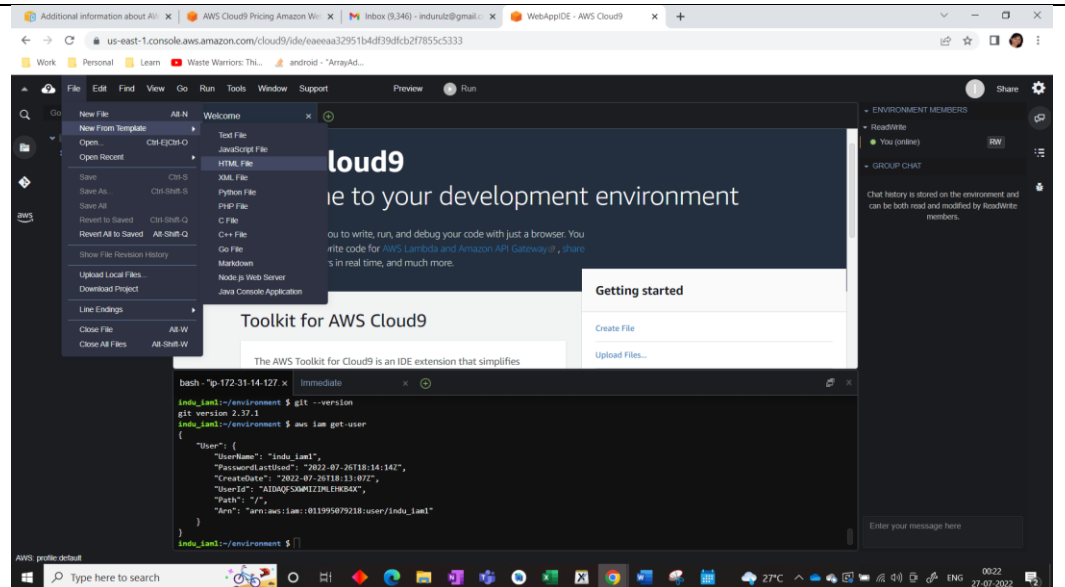 Additional information about AW
AWS Cloud9 Pricing Amazon We
Inbox (9,346) - indurulz@gmail.c
WebAppIDE - AWS Cloud9
us-east-1.console.aws.amazon.com/cloud9/ide/eaeeaa32951b4df39dfcb2f7855c5333
Work Personal Learn Waste Warriors: Thi... android - "ArrayAd...
File Edit Find View Go Run Tools Window Support Preview Run Share
Go
New File Alt-N
New From Template
Open... Ctrl-E|Ctrl-O
Open Recent
Save Ctrl-S
Save As... Ctrl-Shift-S
Save All
Revert to Saved Ctrl-Shift-Q
Revert All to Saved Alt-Shift-Q
Show File Revision History
Upload Local Files...
Download Project
Line Endings
Close File Alt-W
Close All Files Alt-Shift-W
Text File
JavaScript File
HTML File
XML File
Python File
PHP File
C File
C++ File
Go File
Markdown
Node.js Web Server
Java Console Application
aws
Welcome
loud9
e to your development environment
ou to write, run, and debug your code with just a browser. You
rite code for AWS Lambda and Amazon API Gateway, share
s in real time, and much more.
Toolkit for AWS Cloud9
The AWS Toolkit for Cloud9 is an IDE extension that simplifies
Getting started
Create File
Upload Files...
ENVIRONMENT MEMBERS
ReadWrite
You (online) RW
GROUP CHAT
Chat history is stored on the environment and
can be both read and modified by ReadWrite
members.
Enter your message here
bash - "ip-172-31-14-127. Immediate
indu_iam1:~/environment $ git --version
git version 2.37.1
indu_iam1:~/environment $ aws iam get-user
{
"User": {
"UserName": "indu_iam1",
"PasswordLastUsed": "2022-07-26T18:14:14Z",
"CreateDate": "2022-07-26T18:13:07Z",
"UserId": "AIDAQFSXWMIZIMLEHKB4X",
"Path": "/",
"Arn": "arn:aws:iam::011995079218:user/indu_iam1"
}
}
indu_iam1:~/environment $
AWS: profile:default
Type here to search
27°C
ENG
00:22
27-07-2022